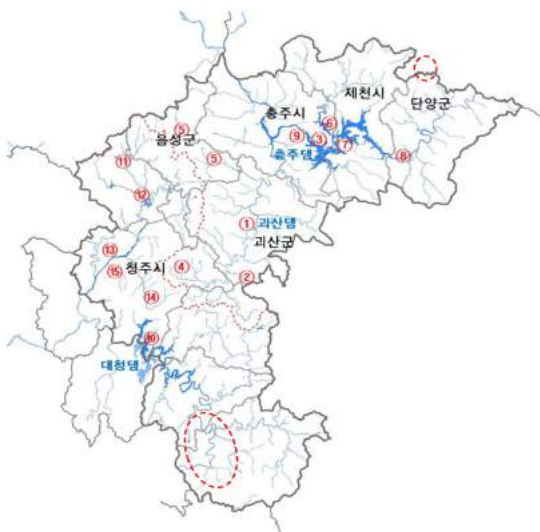 제천시
단양군
충주시
⑥
⑤
⑨
③
음성군
⑦
⑪
⑤
충주댐
⑧
⑫
①
괴산댐
괴산군
⑬
청주시
④
⑮
②
⑭
⑩
대청댐